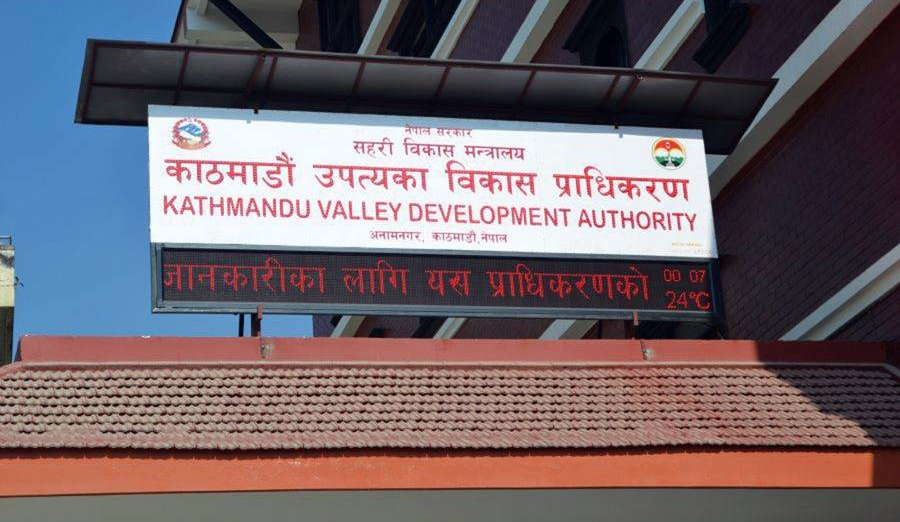 नेपाल सरकार
सहरी विकास मन्त्रालय
काठमाडौं उपत्यका विकास प्राधिकरण
KATHMANDU VALLEY DEVELOPMENT AUTHORITY
अनामनगर, काठमाडौं,नेपाल
जानकारीका लागि यस प्राधिकरणको
00 07
24°C